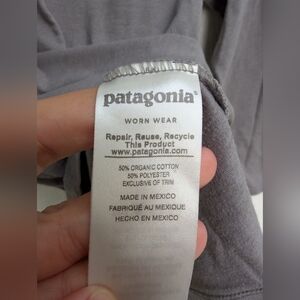 patagonia®
WORN WEAR
Repair, Reuse, Recycle
This Product
www.patagonia.com
50% ORGANIC COTTON
50% POLYESTER
EXCLUSIVE OF TRIM
MADE IN MEXICO
FABRIQUÉ AU MEXIQUE
HECHO EN MEXICO